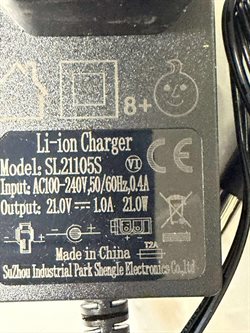 8+
Li-ion Charger
Model: SL21105S VI
Input: AC100-240V,50/60Hz,0.4A
Output: 21.0V ⎓ 1.0A 21.0W
T2A
Made in China
SuZhou Industrial Park Shengle Electronics Co.,ltd